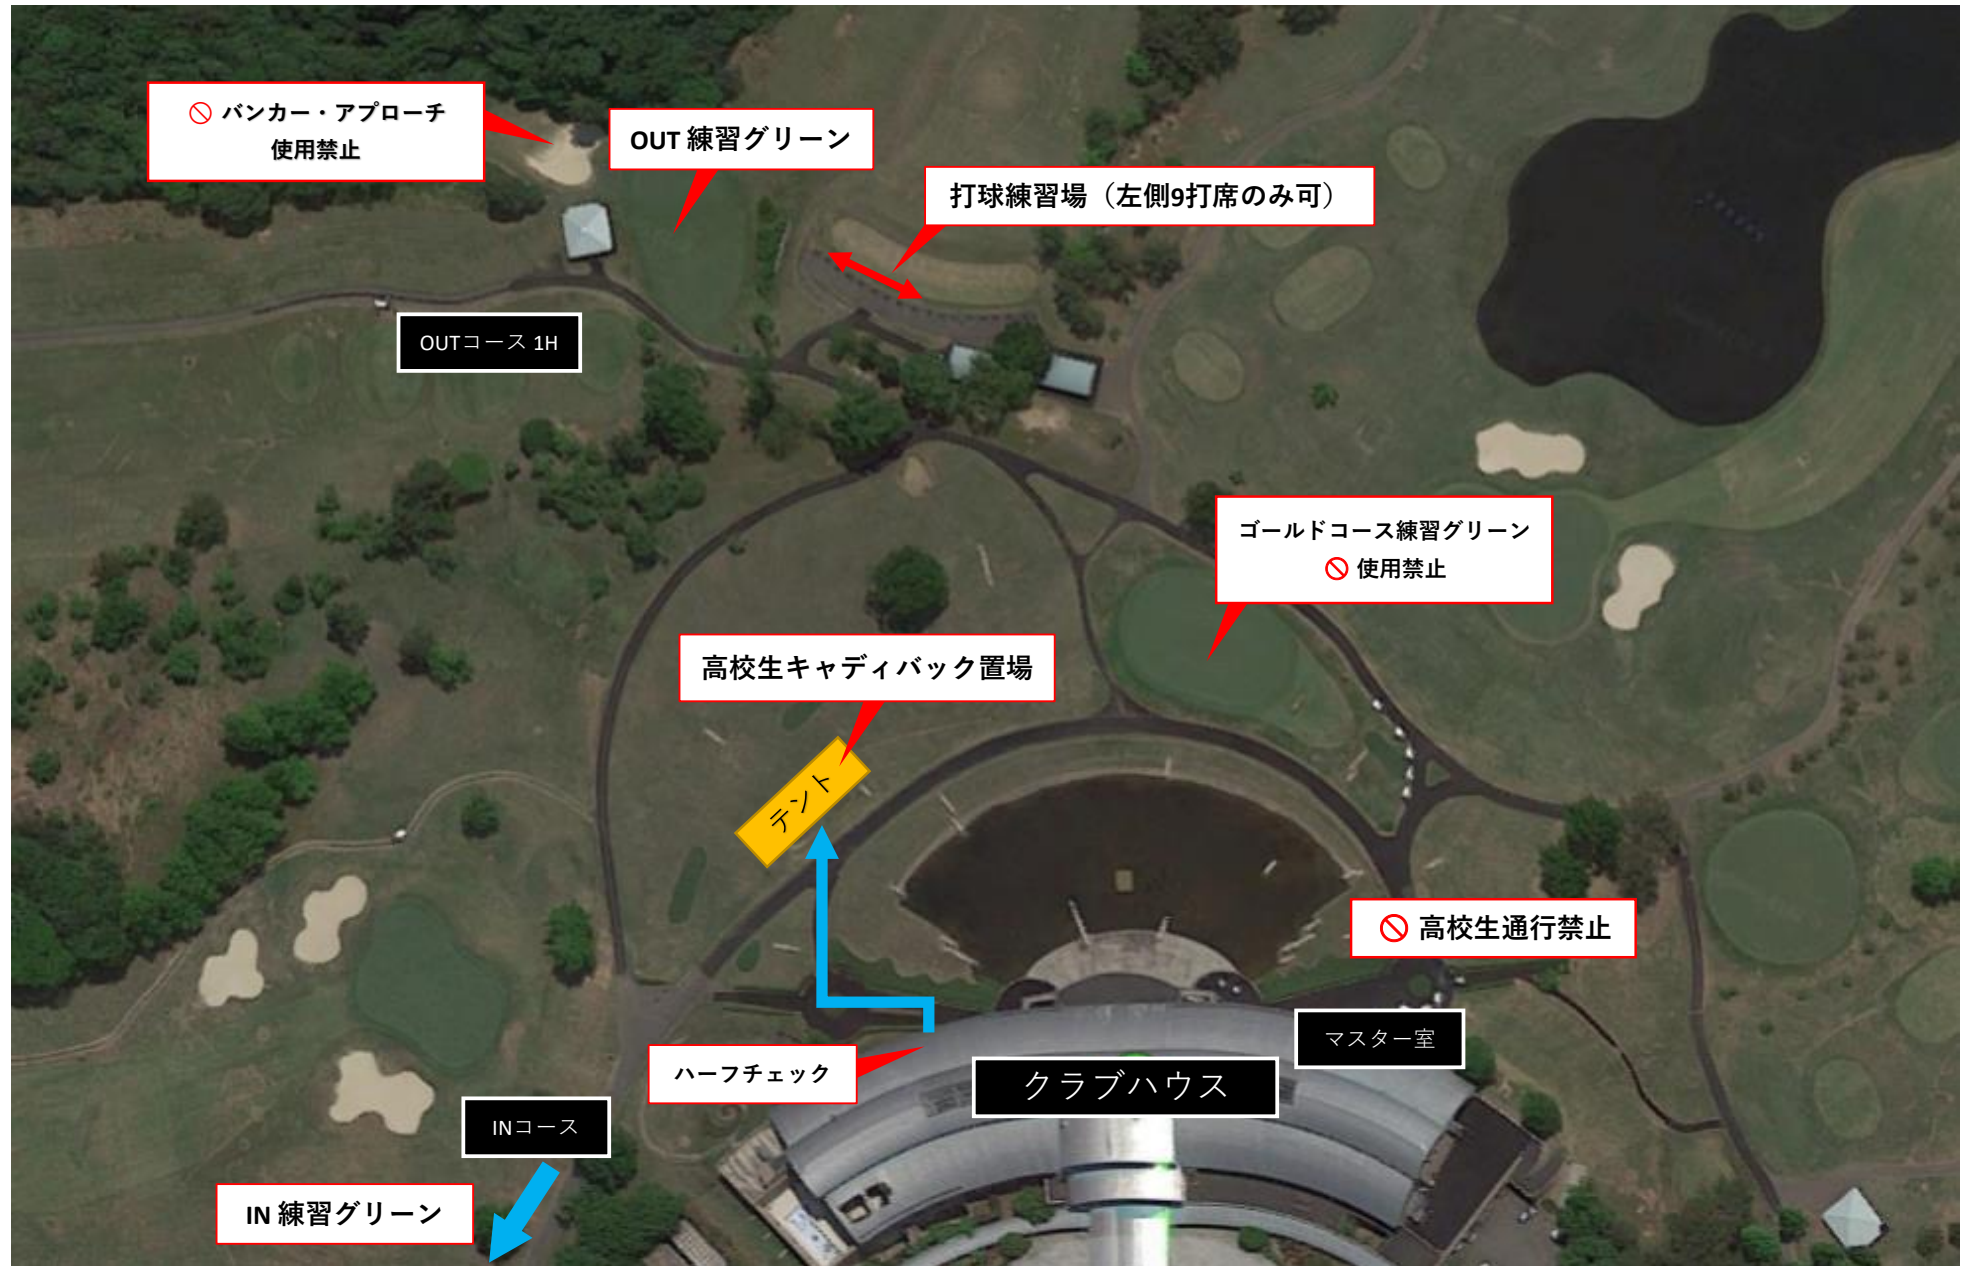 🚫 バンカー・アプローチ
使用禁止
OUT 練習グリーン
打球練習場（左側9打席のみ可）
OUTコース 1H
ゴールドコース練習グリーン
🚫 使用禁止
高校生キャディバック置場
テント
🚫 高校生通行禁止
マスター室
ハーフチェック
クラブハウス
INコース
IN 練習グリーン